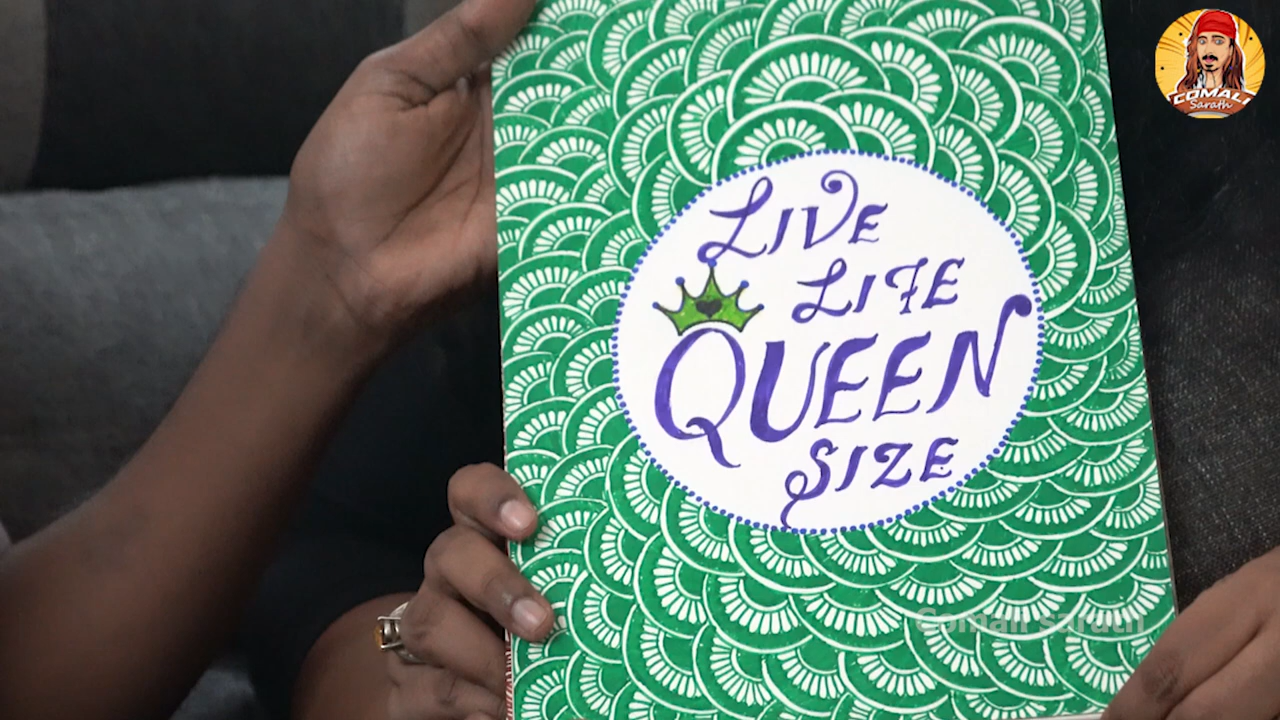 COMALI
Sarath
LIVE
LIFE
QUEEN
SIZE
Comali sarath